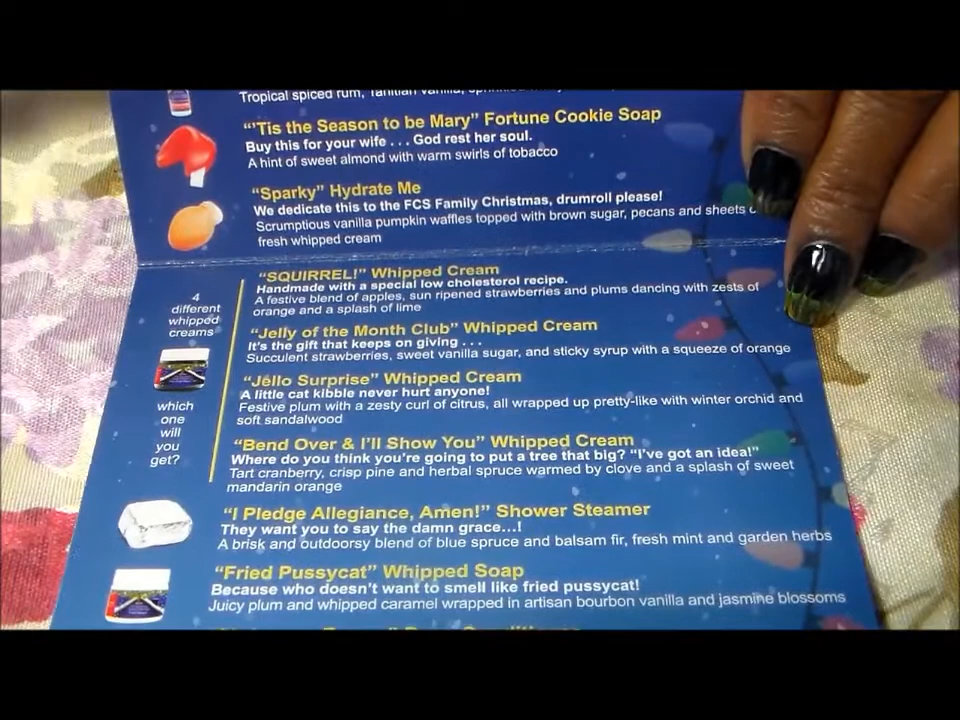 Tropical spiced rum, Tahitian vanilla,
"'Tis the Season to be Mary" Fortune Cookie Soap
Buy this for your wife . . . God rest her soul.
A hint of sweet almond with warm swirls of tobacco
"Sparky" Hydrate Me
We dedicate this to the FCS Family Christmas, drumroll please!
Scrumptious vanilla pumpkin waffles topped with brown sugar, pecans and sheets
fresh whipped cream
4
different
whipped
creams
which
one
will
you
get?
"SQUIRREL!" Whipped Cream
Handmade with a special low cholesterol recipe.
A festive blend of apples, sun ripened strawberries and plums dancing with zests of
orange and a splash of lime
"Jelly of the Month Club" Whipped Cream
It's the gift that keeps on giving . . .
Succulent strawberries, sweet vanilla sugar, and sticky syrup with a squeeze of orange
"Jello Surprise" Whipped Cream
A little cat kibble never hurt anyone!
Festive plum with a zesty curl of citrus, all wrapped up pretty-like with winter orchid and
soft sandalwood
"Bend Over & I'll Show You" Whipped Cream
Where do you think you're going to put a tree that big? "I've got an idea!"
Tart cranberry, crisp pine and herbal spruce warmed by clove and a splash of sweet
mandarin orange
"I Pledge Allegiance, Amen!" Shower Steamer
They want you to say the damn grace...!
A brisk and outdoorsy blend of blue spruce and balsam fir, fresh mint and garden herbs
"Fried Pussycat" Whipped Soap
Because who doesn't want to smell like fried pussycat!
Juicy plum and whipped caramel wrapped in artisan bourbon vanilla and jasmine blossoms